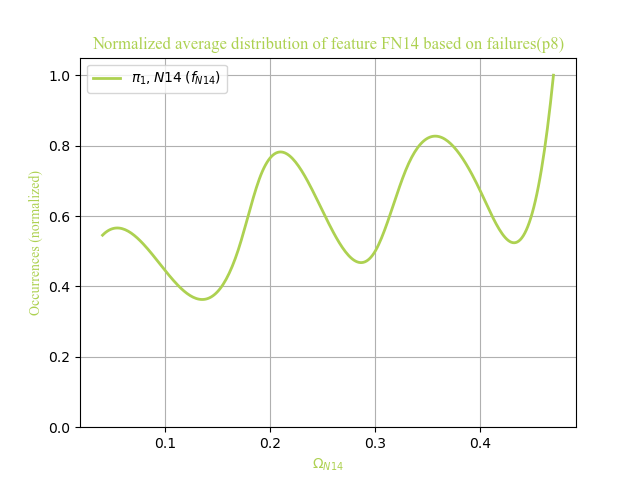 Normalized average distribution of feature FN14 based on failures(p8)
π1, N14 (fN14)
Occurrences (normalized)
1.0
0.8
0.6
0.4
0.2
0.0
0.1 0.2 0.3 0.4
ΩN14